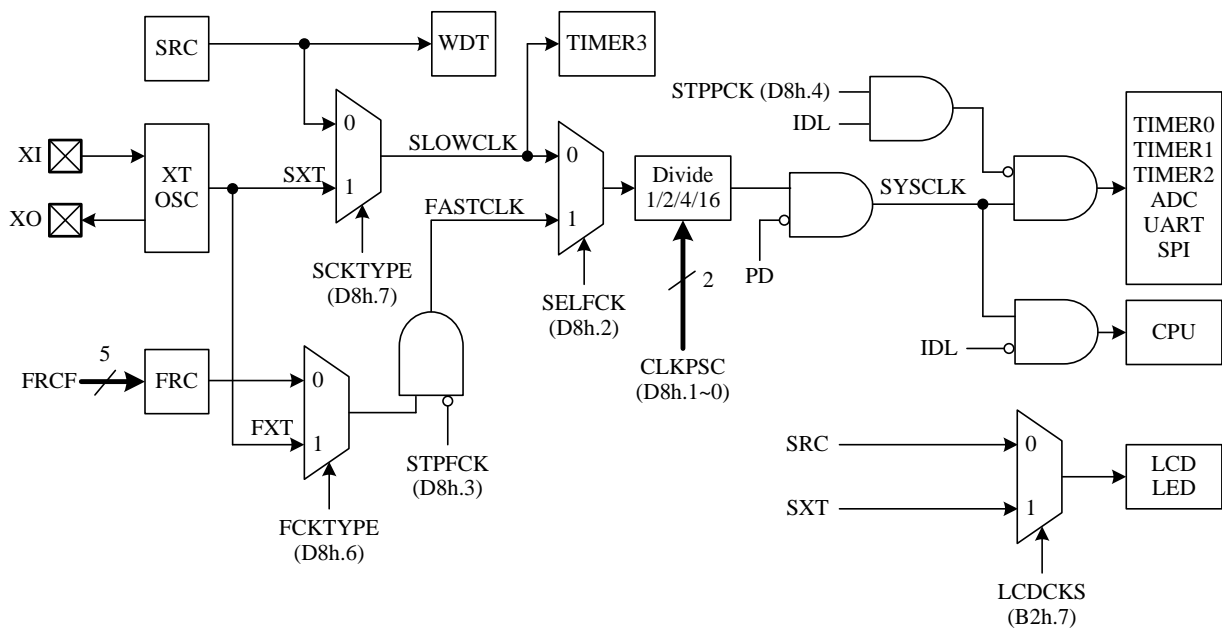 SRC
WDT
TIMER3
STPPCK (D8h.4)
IDL
XI
XO
XT
OSC
0
SXT
1
SLOWCLK
FASTCLK
0
1
Divide
1/2/4/16
SYSCLK
TIMER0
TIMER1
TIMER2
ADC
UART
SPI
SCKTYPE
(D8h.7)
PD
2
SELFCK
(D8h.2)
CLKPSC
(D8h.1~0)
IDL
CPU
5
FRCF
FRC
0
FXT
1
STPFCK
(D8h.3)
FCKTYPE
(D8h.6)
SRC
0
SXT
1
LCD
LED
LCDCKS
(B2h.7)